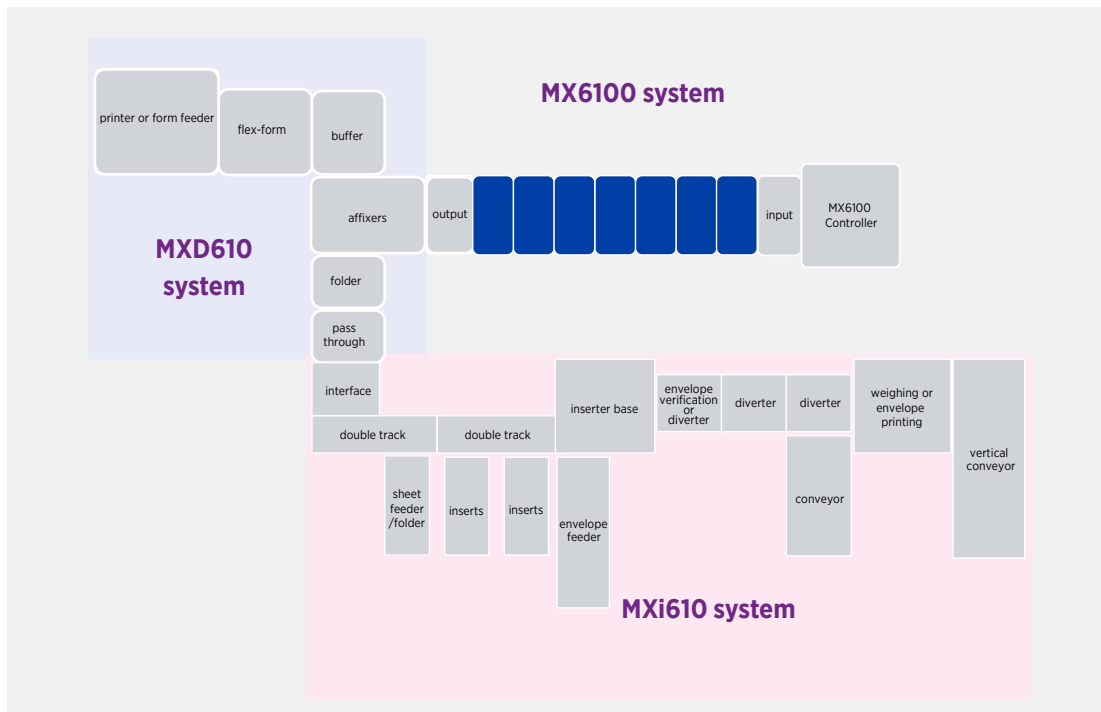 MX6100 system
printer or form feeder
flex-form
buffer
affixers
output
input
MX6100
Controller
MXD610
system
folder
pass
through
interface
double track
double track
inserter base
envelope
verification
or
diverter
diverter
diverter
weighing or
envelope
printing
vertical
conveyor
sheet
feeder
/folder
inserts
inserts
envelope
feeder
conveyor
MXi610 system